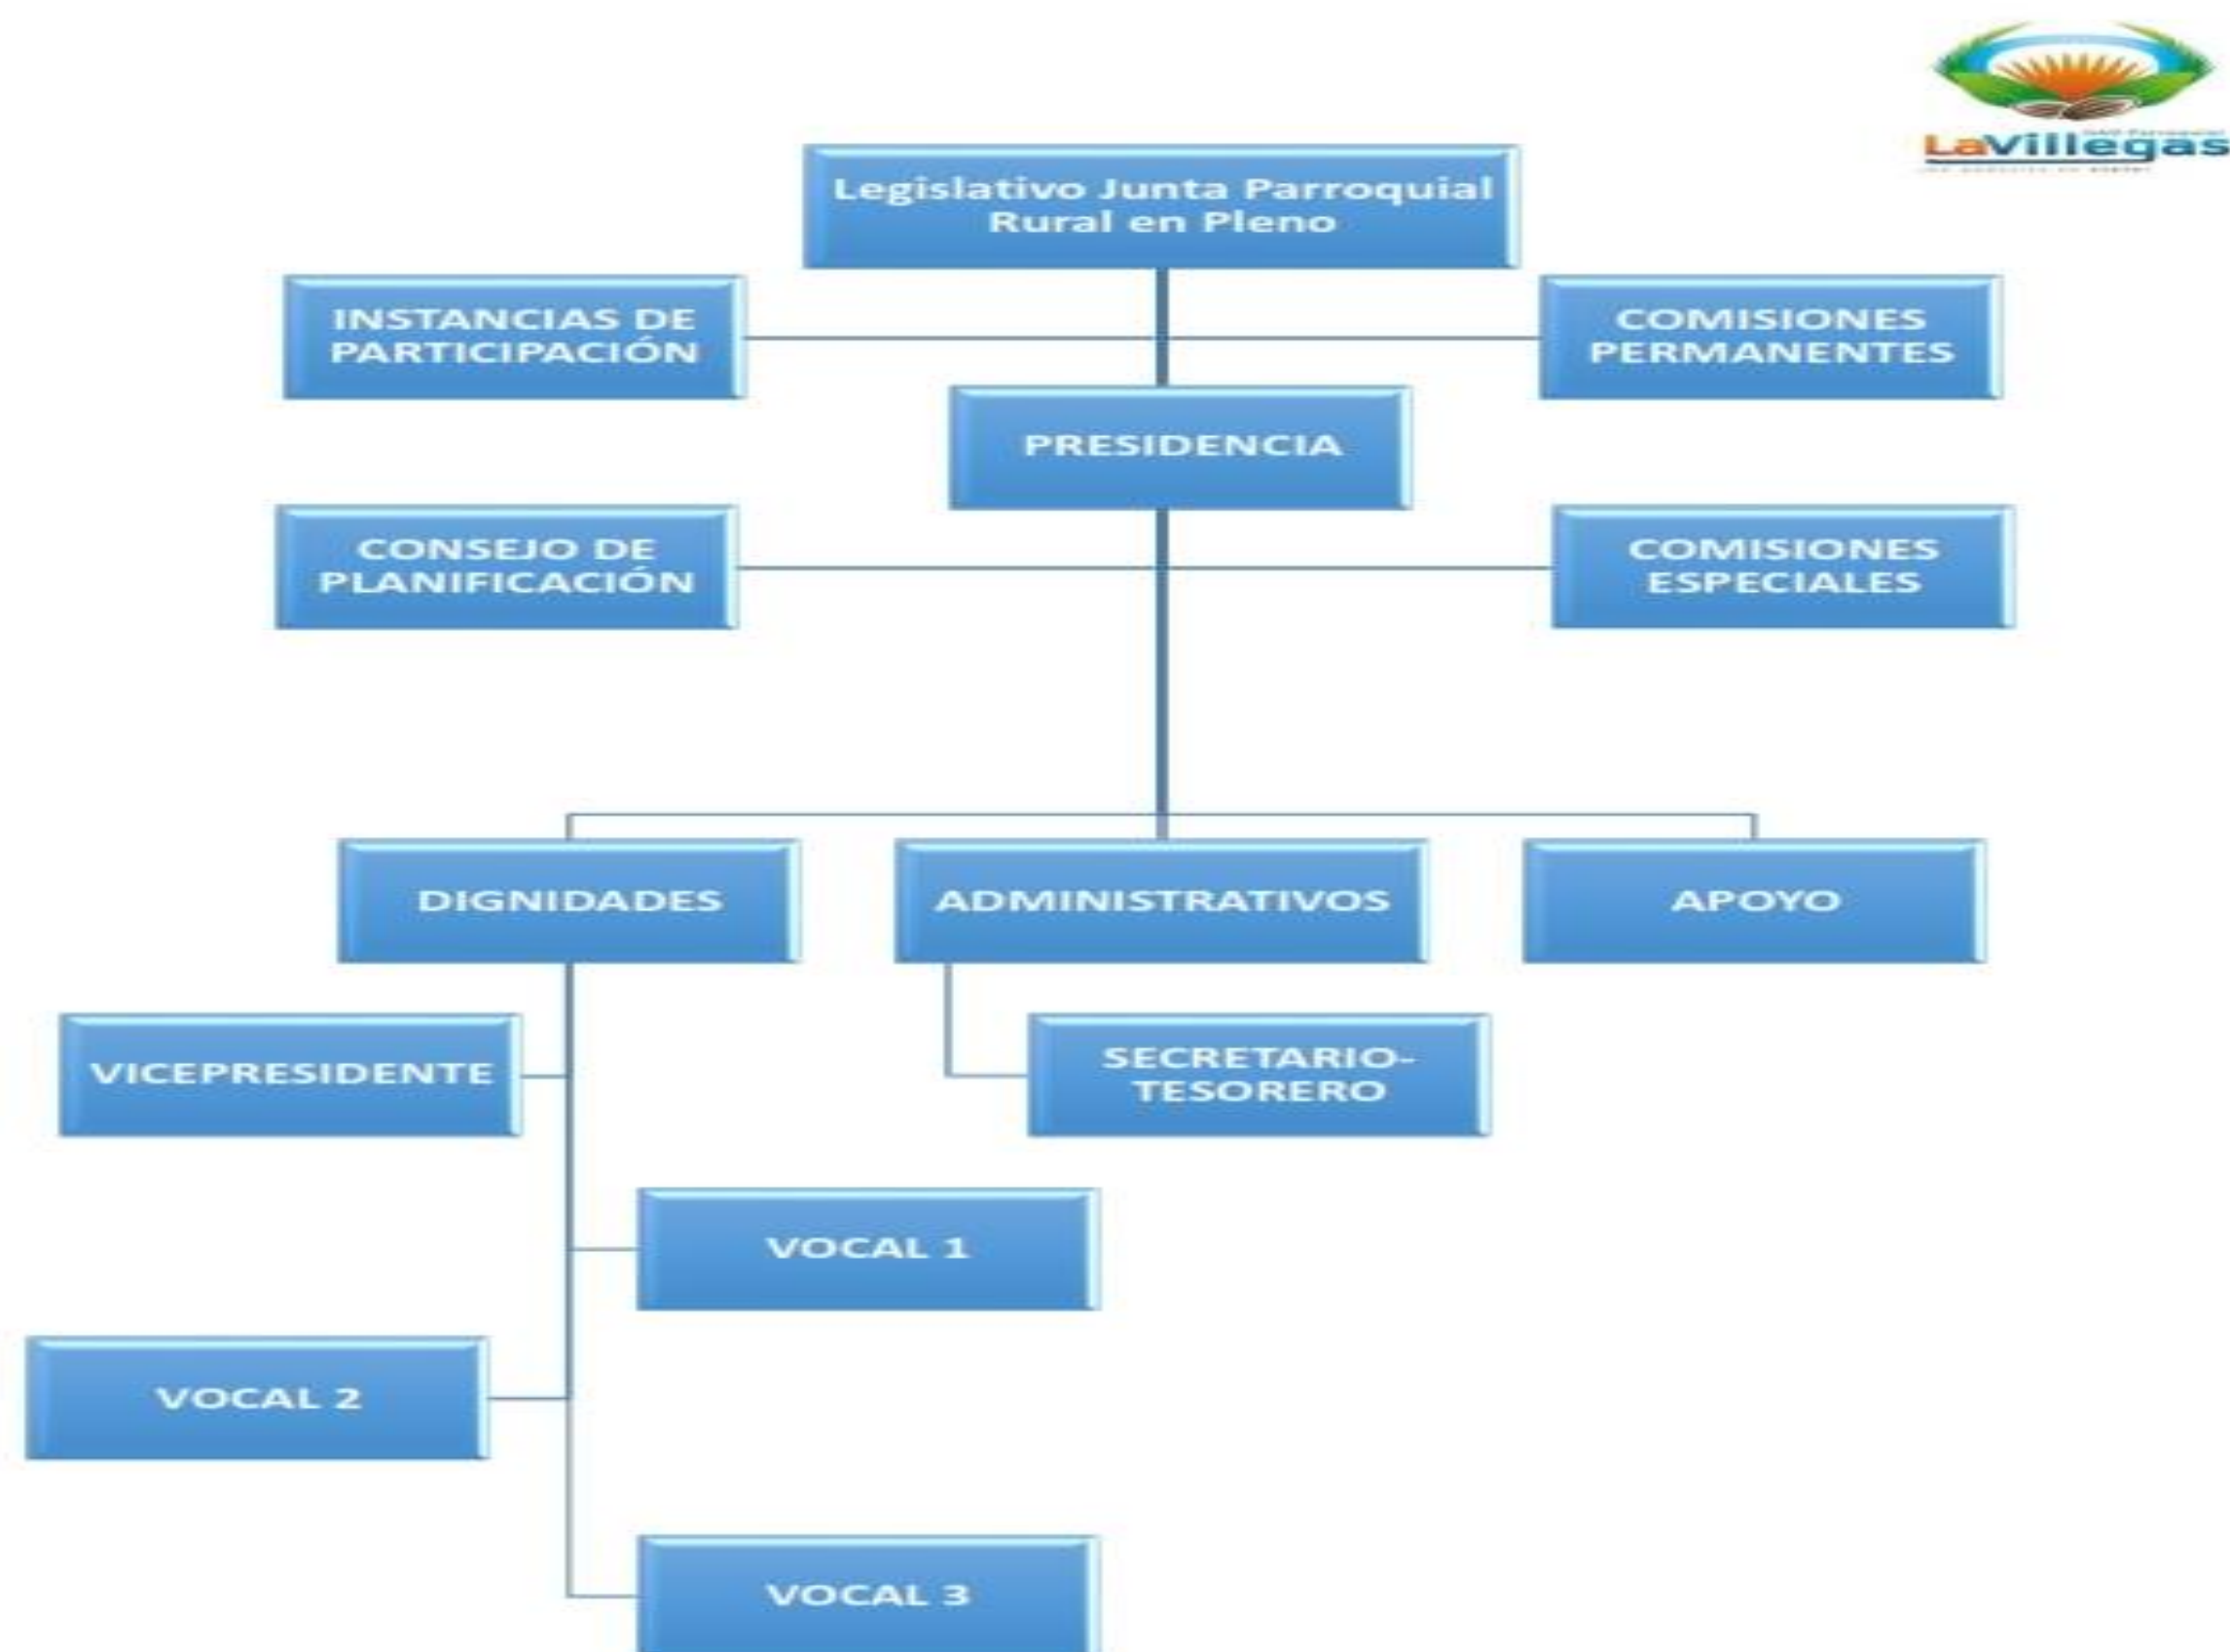 LaVillegas
Legislativo Junta Parroquial
Rural en Pleno
INSTANCIAS DE
PARTICIPACIÓN
COMISIONES
PERMANENTES
PRESIDENCIA
CONSEJO DE
PLANIFICACIÓN
COMISIONES
ESPECIALES
DIGNIDADES
ADMINISTRATIVOS
APOYO
VICEPRESIDENTE
SECRETARIO-
TESORERO
VOCAL 1
VOCAL 2
VOCAL 3